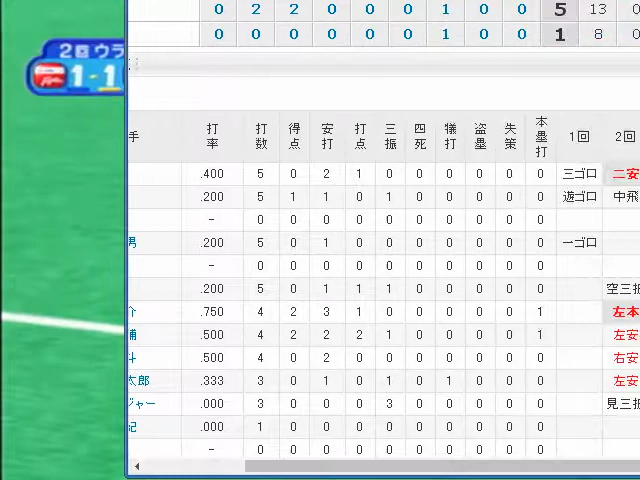 0 2 2 0 0 0 1 0 0 5 13 0
0 0 0 0 0 0 1 0 0 1 8 0
2回ウラ
1-1
手 打率 打数 得点 安打 打点 三振 四死 犠打 盗塁 失策 本塁打 1回 2回
.400 5 0 2 1 0 0 0 0 0 0 三ゴロ 二安
.200 5 1 1 0 1 0 0 0 0 0 遊ゴロ 中飛
- 0 0 0 0 0 0 0 0 0 0
男 .200 5 0 1 0 0 0 0 0 0 0 一ゴロ
- 0 0 0 0 0 0 0 0 0 0
.200 5 0 1 1 1 0 0 0 0 0 空三振
介 .750 4 2 3 1 0 0 0 0 0 1 左本
輔 .500 4 2 2 2 1 0 0 0 0 1 左安
斗 .500 4 0 2 0 0 0 0 0 0 0 右安
太郎 .333 3 0 1 0 1 0 1 0 0 0 左安
ジャー .000 3 0 0 0 3 0 0 0 0 0 見三振
紀 .000 1 0 0 0 0 0 0 0 0 0
- 0 0 0 0 0 0 0 0 0 0